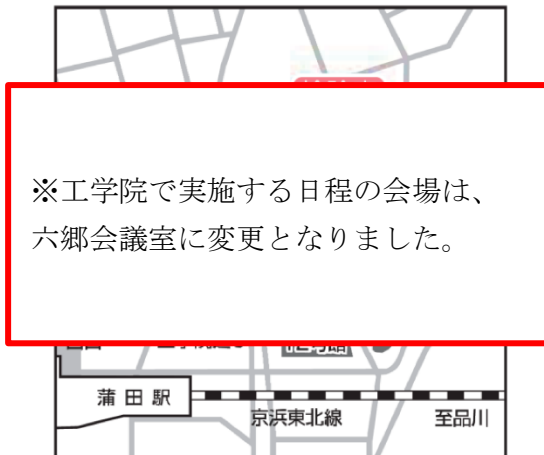 ※工学院で実施する日程の会場は、
六郷会議室に変更となりました。
蒲田駅
京浜東北線 至品川